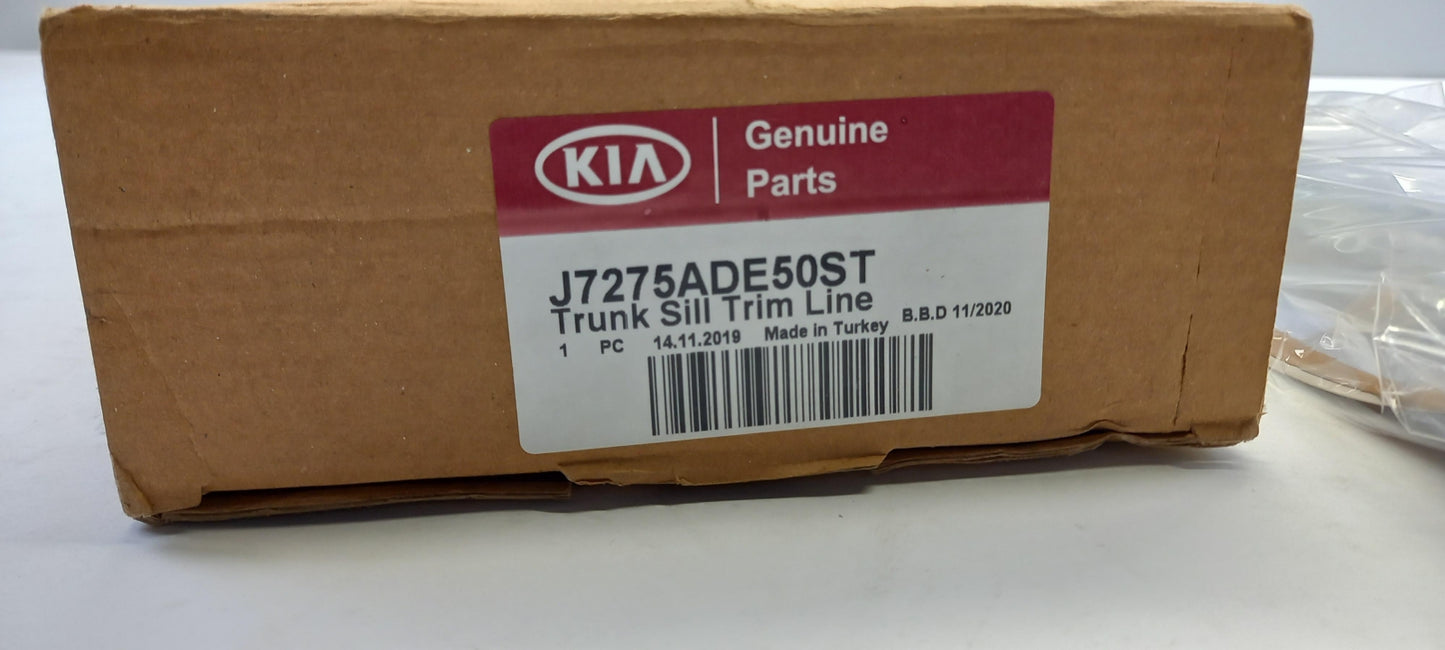 KIA
Genuine
Parts
J7275ADE50ST
Trunk Sill Trim Line
1 PC 14.11.2019 Made in Turkey B.B.D 11/2020